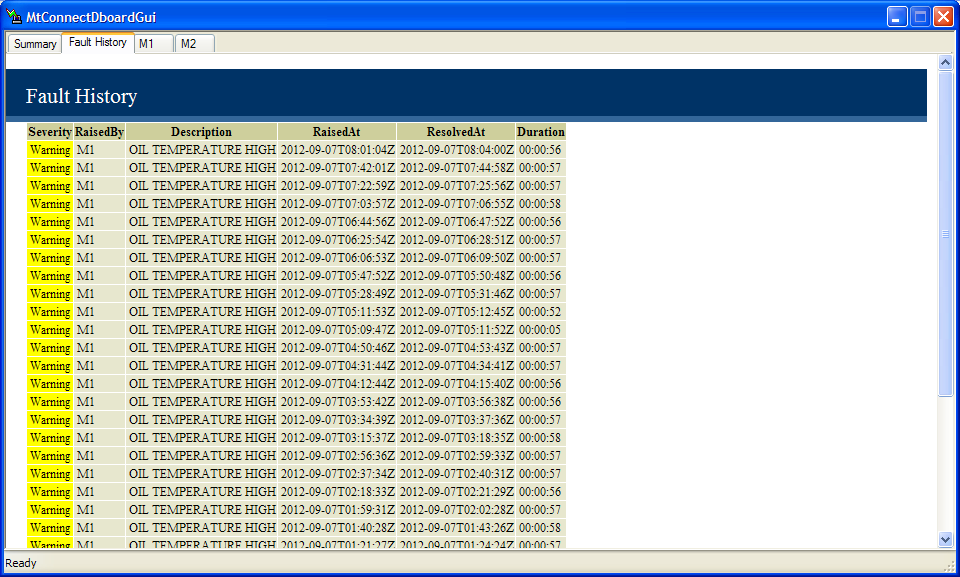 MtConnectDboardGui
Summary Fault History M1 M2
Fault History
Severity RaisedBy Description RaisedAt ResolvedAt Duration
Warning M1 OIL TEMPERATURE HIGH 2012-09-07T08:01:04Z 2012-09-07T08:04:00Z 00:00:56
Warning M1 OIL TEMPERATURE HIGH 2012-09-07T07:42:01Z 2012-09-07T07:44:58Z 00:00:57
Warning M1 OIL TEMPERATURE HIGH 2012-09-07T07:22:59Z 2012-09-07T07:25:56Z 00:00:57
Warning M1 OIL TEMPERATURE HIGH 2012-09-07T07:03:57Z 2012-09-07T07:06:55Z 00:00:58
Warning M1 OIL TEMPERATURE HIGH 2012-09-07T06:44:56Z 2012-09-07T06:47:52Z 00:00:56
Warning M1 OIL TEMPERATURE HIGH 2012-09-07T06:25:54Z 2012-09-07T06:28:51Z 00:00:57
Warning M1 OIL TEMPERATURE HIGH 2012-09-07T06:06:53Z 2012-09-07T06:09:50Z 00:00:57
Warning M1 OIL TEMPERATURE HIGH 2012-09-07T05:47:52Z 2012-09-07T05:50:48Z 00:00:56
Warning M1 OIL TEMPERATURE HIGH 2012-09-07T05:28:49Z 2012-09-07T05:31:46Z 00:00:57
Warning M1 OIL TEMPERATURE HIGH 2012-09-07T05:11:53Z 2012-09-07T05:12:45Z 00:00:52
Warning M1 OIL TEMPERATURE HIGH 2012-09-07T05:09:47Z 2012-09-07T05:11:52Z 00:00:05
Warning M1 OIL TEMPERATURE HIGH 2012-09-07T04:50:46Z 2012-09-07T04:53:43Z 00:00:57
Warning M1 OIL TEMPERATURE HIGH 2012-09-07T04:31:44Z 2012-09-07T04:34:41Z 00:00:57
Warning M1 OIL TEMPERATURE HIGH 2012-09-07T04:12:44Z 2012-09-07T04:15:40Z 00:00:56
Warning M1 OIL TEMPERATURE HIGH 2012-09-07T03:53:42Z 2012-09-07T03:56:38Z 00:00:56
Warning M1 OIL TEMPERATURE HIGH 2012-09-07T03:34:39Z 2012-09-07T03:37:36Z 00:00:57
Warning M1 OIL TEMPERATURE HIGH 2012-09-07T03:15:37Z 2012-09-07T03:18:35Z 00:00:58
Warning M1 OIL TEMPERATURE HIGH 2012-09-07T02:56:36Z 2012-09-07T02:59:33Z 00:00:57
Warning M1 OIL TEMPERATURE HIGH 2012-09-07T02:37:34Z 2012-09-07T02:40:31Z 00:00:57
Warning M1 OIL TEMPERATURE HIGH 2012-09-07T02:18:33Z 2012-09-07T02:21:29Z 00:00:56
Warning M1 OIL TEMPERATURE HIGH 2012-09-07T01:59:31Z 2012-09-07T02:02:28Z 00:00:57
Warning M1 OIL TEMPERATURE HIGH 2012-09-07T01:40:28Z 2012-09-07T01:43:26Z 00:00:58
Warning M1 OIL TEMPERATURE HIGH 2012-09-07T01:21:27Z 2012-09-07T01:24:24Z 00:00:57
Ready